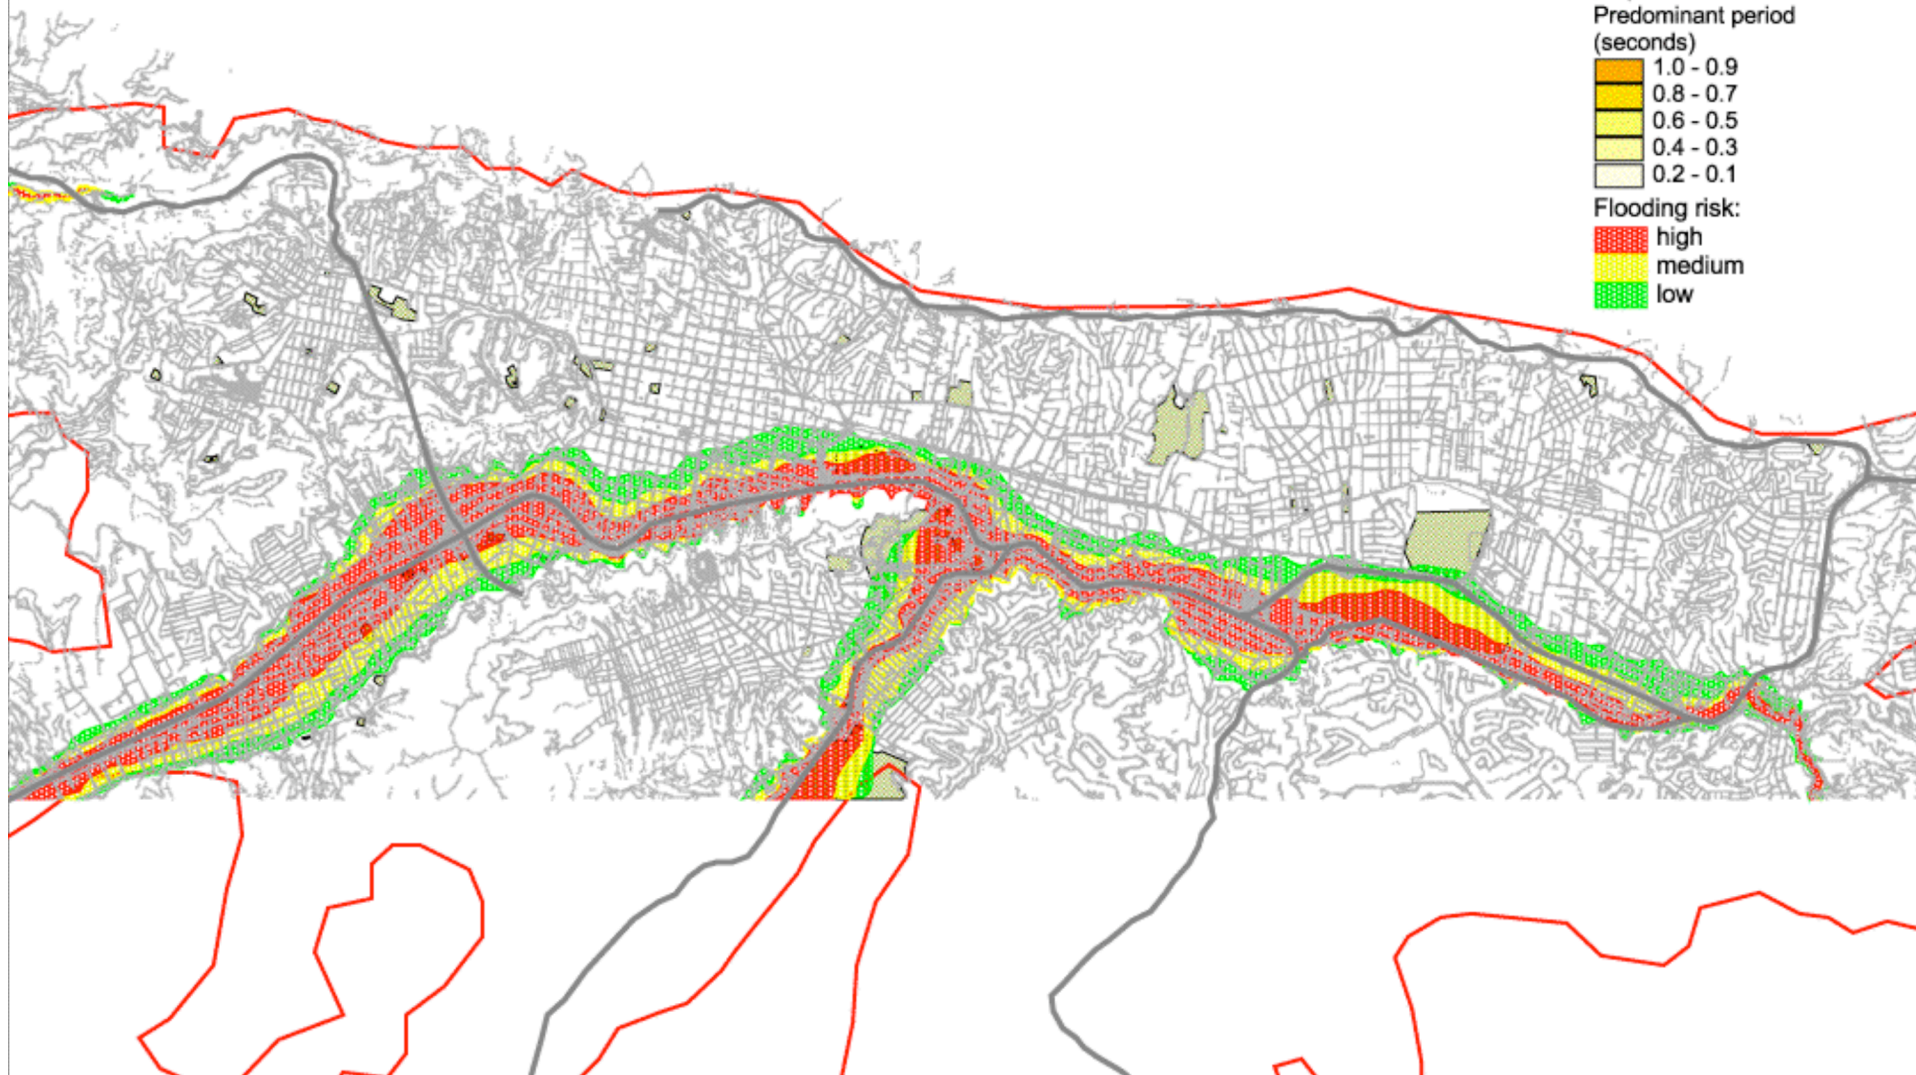 Predominant period
(seconds)
1.0 - 0.9
0.8 - 0.7
0.6 - 0.5
0.4 - 0.3
0.2 - 0.1
Flooding risk:
high
medium
low